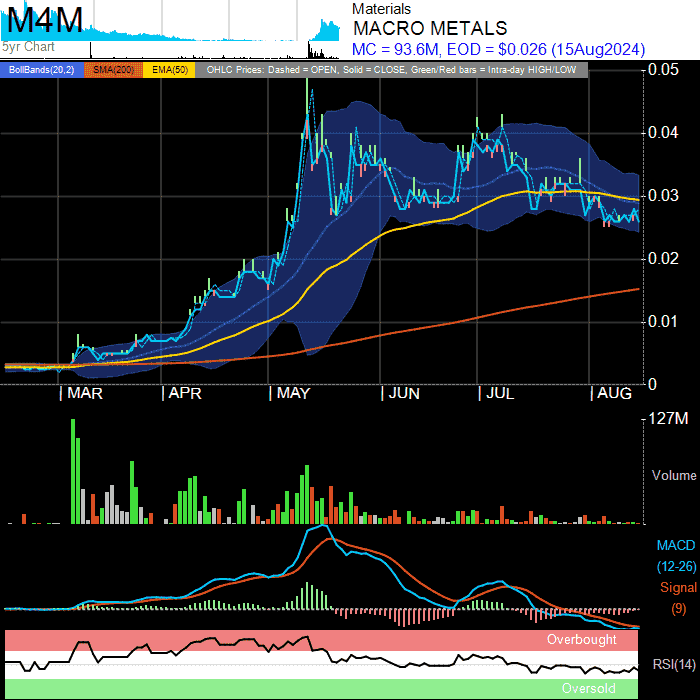 M4M
5yr Chart
Materials
MACRO METALS
MC = 93.6M, EOD = $0.026 (15Aug2024)
BollBands(20,2) SMA(200) EMA(50) OHLC Prices: Dashed = OPEN, Solid = CLOSE, Green/Red bars = Intra-day HIGH/LOW
0.05
0.04
0.03
0.02
0.01
0
MAR APR MAY JUN JUL AUG
127M
Volume
MACD
(12-26)
Signal
(9)
Overbought
RSI(14)
Oversold